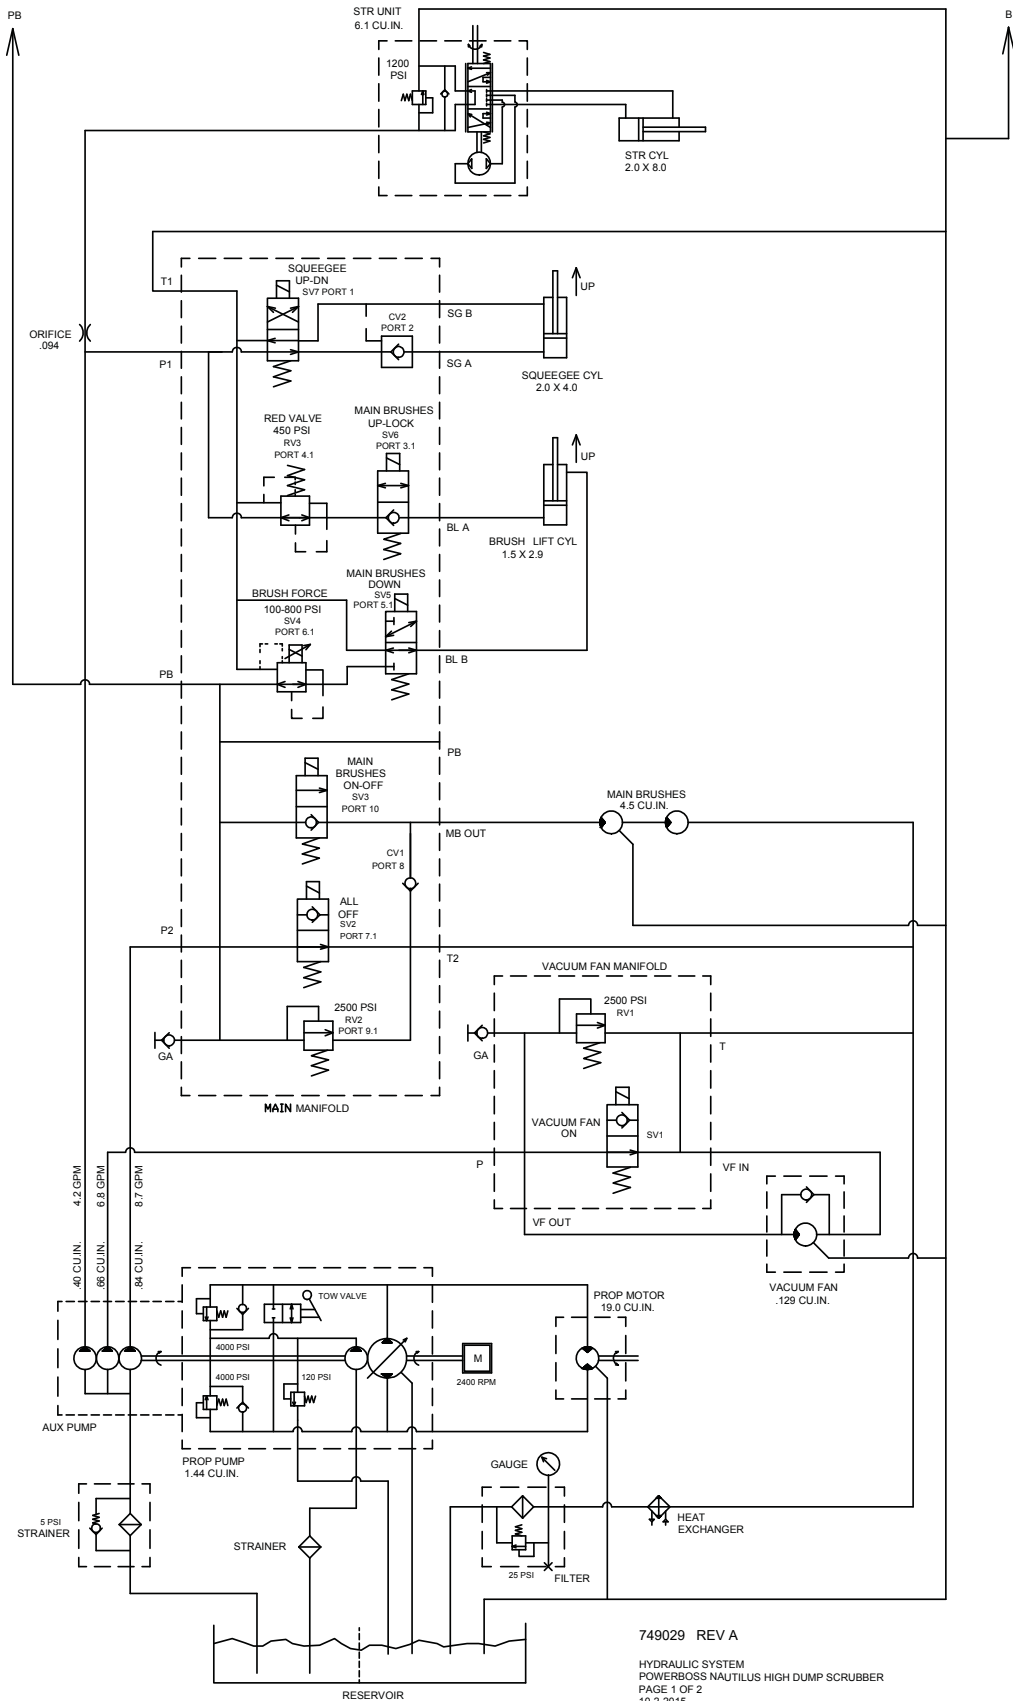 PB
STR UNIT
6.1 CU.IN.
B
1200
PSI
STR CYL
2.0 X 8.0
T1
SQUEEGEE
UP-DN
SV7 PORT 1
UP
CV2
PORT 2
SG B
ORIFICE
.094
P1
SG A
SQUEEGEE CYL
2.0 X 4.0
RED VALVE
450 PSI
RV3
PORT 4.1
MAIN BRUSHES
UP-LOCK
SV6
PORT 3.1
UP
BL A
BRUSH LIFT CYL
1.5 X 2.9
MAIN BRUSHES
DOWN
SV5
PORT 5.1
BRUSH FORCE
100-800 PSI
SV4
PORT 6.1
BL B
PB
PB
MAIN
BRUSHES
ON-OFF
SV3
PORT 10
MAIN BRUSHES
4.5 CU.IN.
MB OUT
CV1
PORT 8
ALL
OFF
SV2
PORT 7.1
P2
T2
VACUUM FAN MANIFOLD
2500 PSI
RV2
PORT 9.1
2500 PSI
RV1
GA
GA
T
MAIN MANIFOLD
VACUUM FAN
ON
SV1
P
VF IN
4.2 GPM
6.8 GPM
8.7 GPM
VF OUT
.40 CU.IN.
.66 CU.IN.
.84 CU.IN.
VACUUM FAN
.129 CU.IN.
TOW VALVE
PROP MOTOR
19.0 CU.IN.
4000 PSI
M
4000 PSI
120 PSI
2400 RPM
AUX PUMP
PROP PUMP
1.44 CU.IN.
GAUGE
5 PSI
STRAINER
STRAINER
HEAT
EXCHANGER
25 PSI
FILTER
749029 REV A
HYDRAULIC SYSTEM
POWERBOSS NAUTILUS HIGH DUMP SCRUBBER
PAGE 1 OF 2
10-2-2015
RESERVOIR